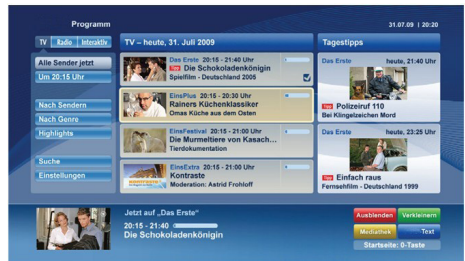 Programm
31.07.09 | 20:20
TV Radio Interaktiv
Alle Sender jetzt
Um 20:15 Uhr
Nach Sendern
Nach Genre
Highlights
Suche
Einstellungen
TV – heute, 31. Juli 2009
Das Erste 20:15 - 21:40 Uhr
Die Schokoladenkönigin
Spielfilm - Deutschland 2005
EinsPlus 20:15 - 20:30 Uhr
Rainers Küchenklassiker
Omas Küche aus dem Osten
EinsFestival 20:15 - 21:00 Uhr
Die Murmeltiere von Kasach...
Tierdokumentation
EinsExtra 20:15 - 21:00 Uhr
Kontraste
Moderation: Astrid Frohloff
Tagestipps
Das Erste heute, 21:40 Uhr
Polizeiruf 110
Bei Klingelzeichen Mord
Das Erste heute, 23:25 Uhr
Einfach raus
Fernsehfilm - Deutschland 1999
Jetzt auf „Das Erste“
20:15 - 21:40
Die Schokoladenkönigin
Ausblenden Verkleinern
Mediathek Text
Startseite: 0-Taste